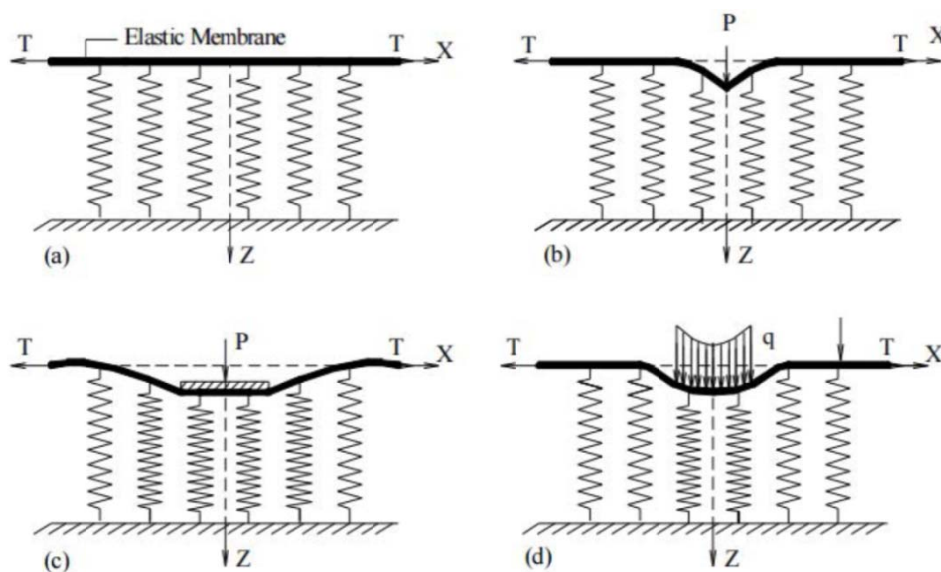 T Elastic Membrane T X
Z
(a)
P
T T X
Z
(b)
P
T T X
Z
(c)
q
T T X
Z
(d)